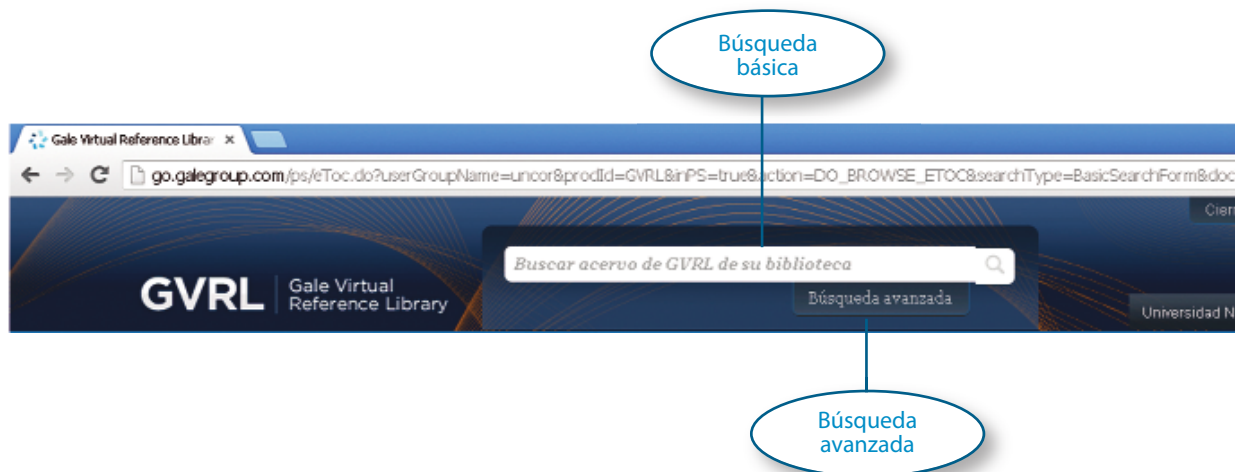 Búsqueda
básica
Gale Virtual Reference Librar
go.galegroup.com/ps/eToc.do?userGroupName=uncor&prodId=GVRL&inPS=true&action=DO_BROWSE_ETOC&searchType=BasicSearchForm&doc
Cierr
Buscar acervo de GVRL de su biblioteca
GVRL
Gale Virtual
Reference Library
Búsqueda avanzada
Universidad N
Búsqueda
avanzada